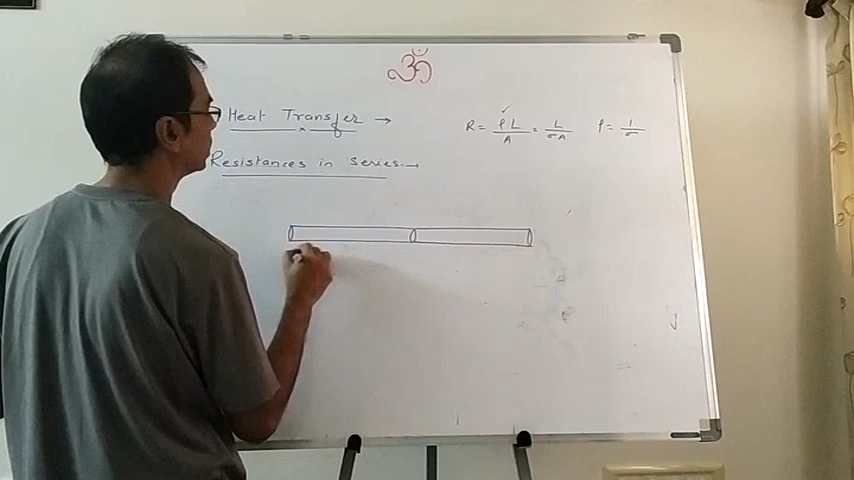 ॐ
Heat Transfer →
R = ρL/A = L/σA ρ = 1/σ
Resistances in series →